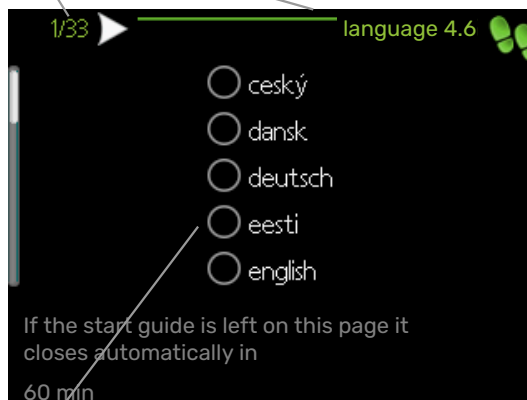 1/33
language 4.6
ceský
dansk
deutsch
eesti
english
If the start guide is left on this page it
closes automatically in
60 min